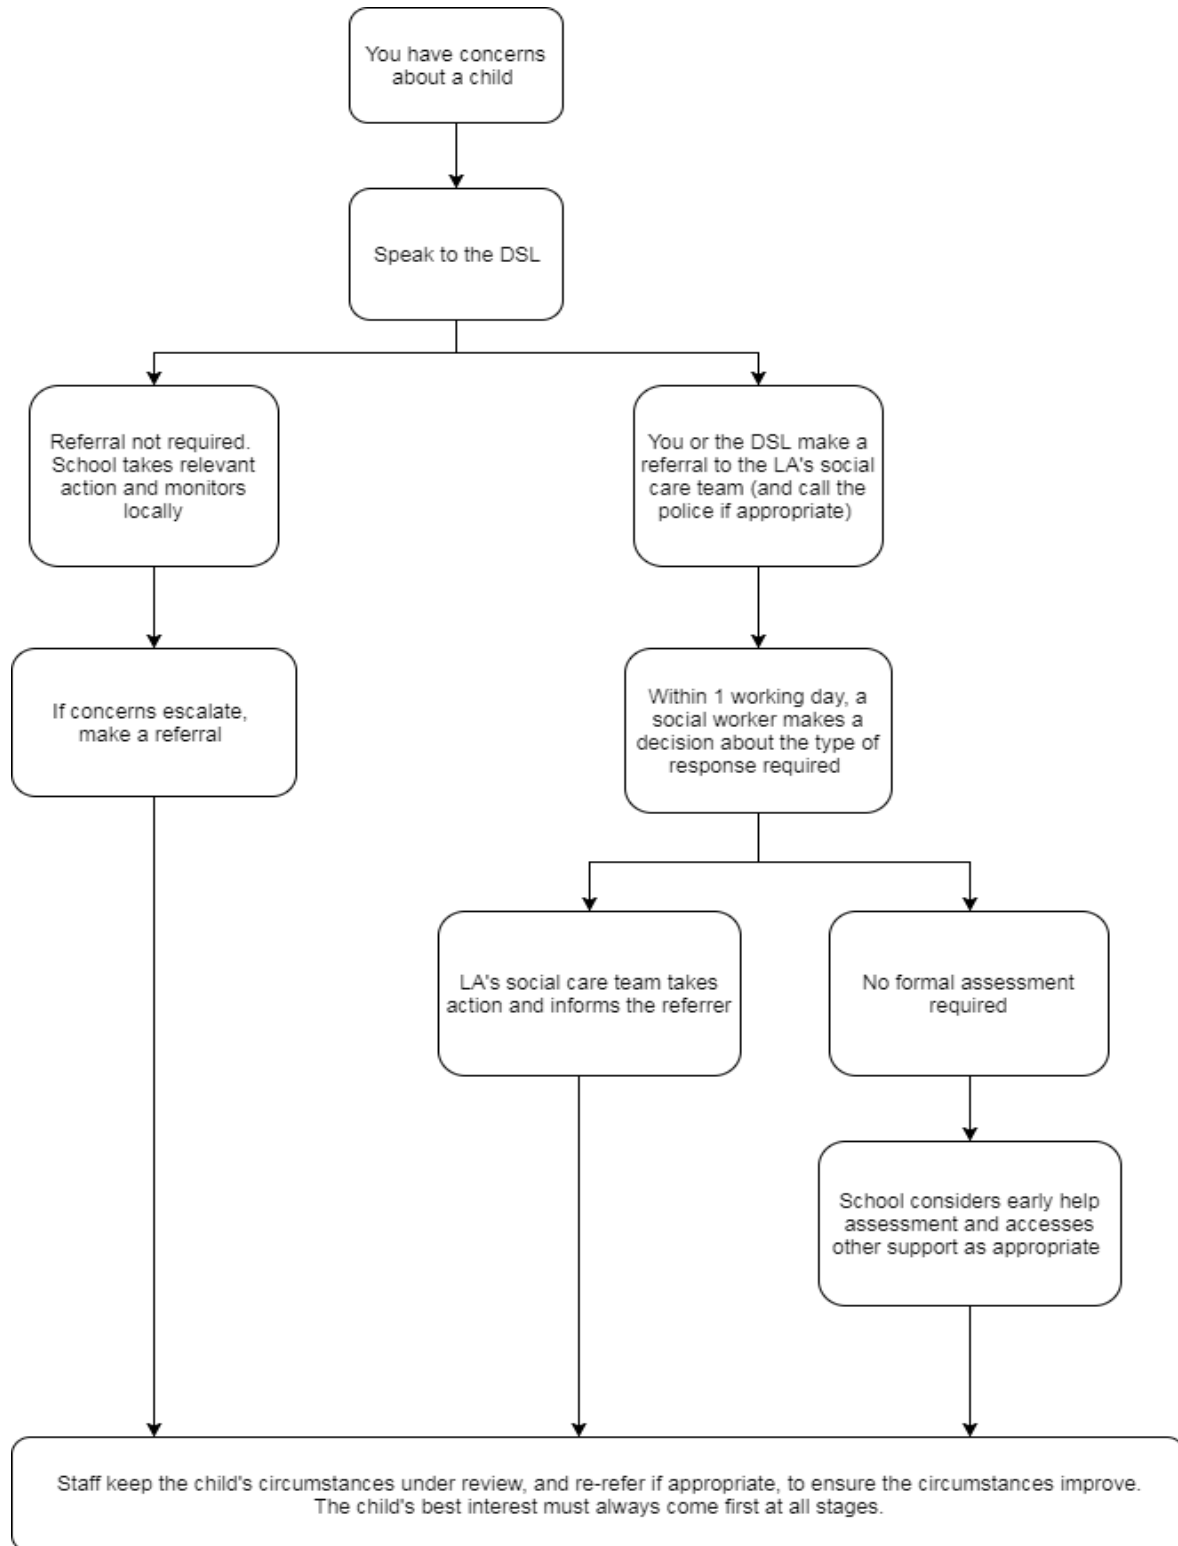 You have concerns
about a child
Speak to the DSL
Referral not required.
School takes relevant
action and monitors
locally
You or the DSL make a
referral to the LA's social
care team (and call the
police if appropriate)
If concerns escalate,
make a referral
Within 1 working day, a
social worker makes a
decision about the type of
response required
LA's social care team takes
action and informs the referrer
No formal assessment
required
School considers early help
assessment and accesses
other support as appropriate
Staff keep the child's circumstances under review, and re-refer if appropriate, to ensure the circumstances improve.
The child's best interest must always come first at all stages.